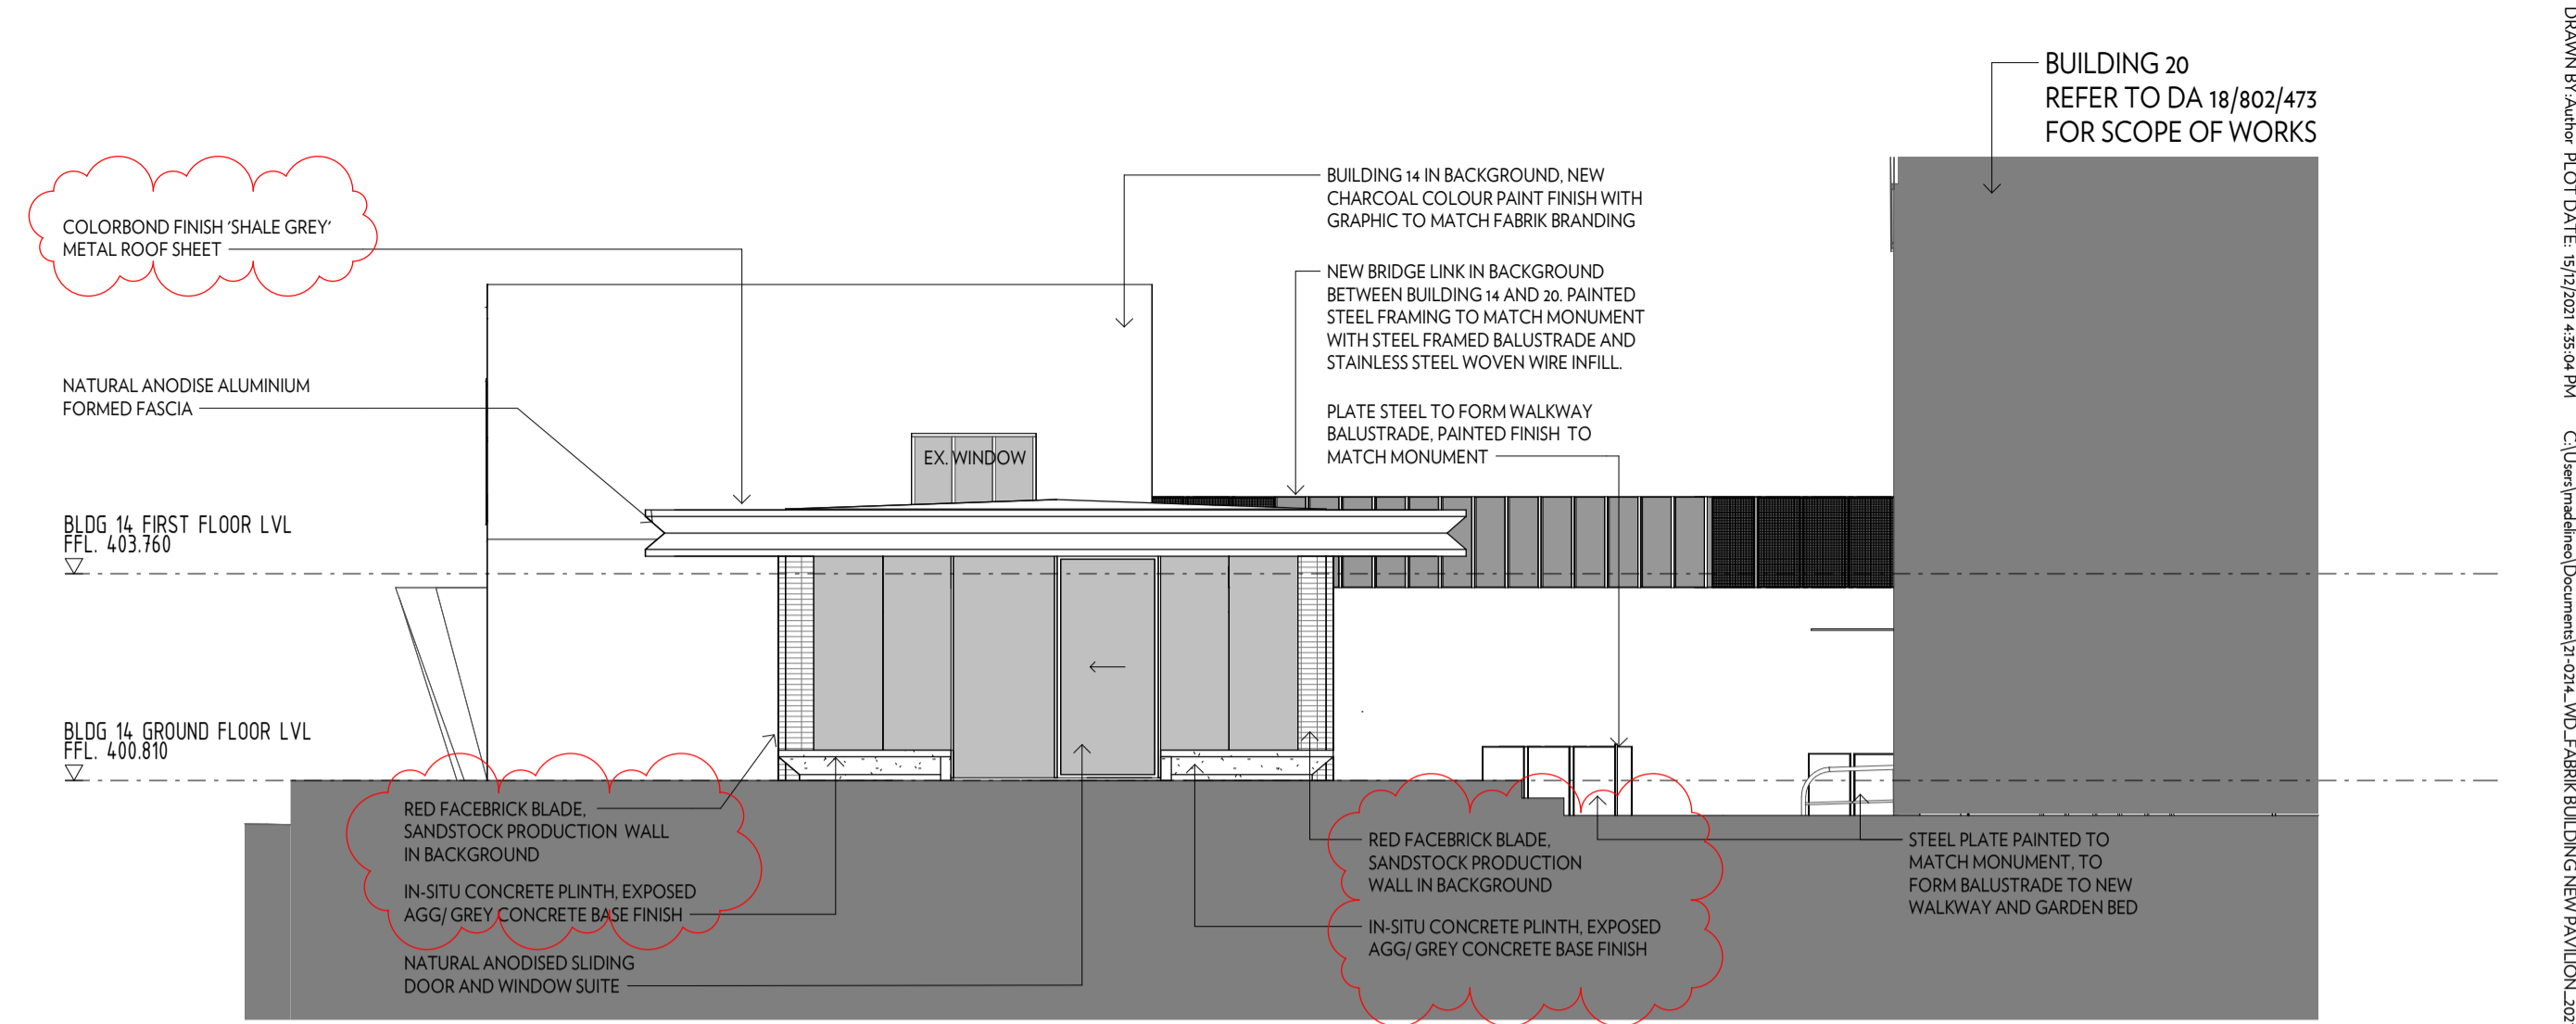 BUILDING 20
REFER TO DA 18/802/473
FOR SCOPE OF WORKS
COLORBOND FINISH 'SHALE GREY'
METAL ROOF SHEET
BUILDING 14 IN BACKGROUND, NEW
CHARCOAL COLOUR PAINT FINISH WITH
GRAPHIC TO MATCH FABRIK BRANDING
NEW BRIDGE LINK IN BACKGROUND
BETWEEN BUILDING 14 AND 20. PAINTED
STEEL FRAMING TO MATCH MONUMENT
WITH STEEL FRAMED BALUSTRADE AND
STAINLESS STEEL WOVEN WIRE INFILL.
NATURAL ANODISE ALUMINIUM
FORMED FASCIA
PLATE STEEL TO FORM WALKWAY
BALUSTRADE, PAINTED FINISH TO
MATCH MONUMENT
EX. WINDOW
BLDG 14 FIRST FLOOR LVL
FFL. 403.760
BLDG 14 GROUND FLOOR LVL
FFL. 400.810
RED FACEBRICK BLADE,
SANDSTOCK PRODUCTION WALL
IN BACKGROUND
IN-SITU CONCRETE PLINTH, EXPOSED
AGG/ GREY CONCRETE BASE FINISH
NATURAL ANODISED SLIDING
DOOR AND WINDOW SUITE
RED FACEBRICK BLADE,
SANDSTOCK PRODUCTION
WALL IN BACKGROUND
IN-SITU CONCRETE PLINTH, EXPOSED
AGG/ GREY CONCRETE BASE FINISH
STEEL PLATE PAINTED TO
MATCH MONUMENT, TO
FORM BALUSTRADE TO NEW
WALKWAY AND GARDEN BED
DRAWN BY:Author PLOT DATE: 15/12/2021 4:35:04 PM C:\Users\madelineo\Documents\21-0214_WD_FABRIK BUILDING NEW PAVILION_202